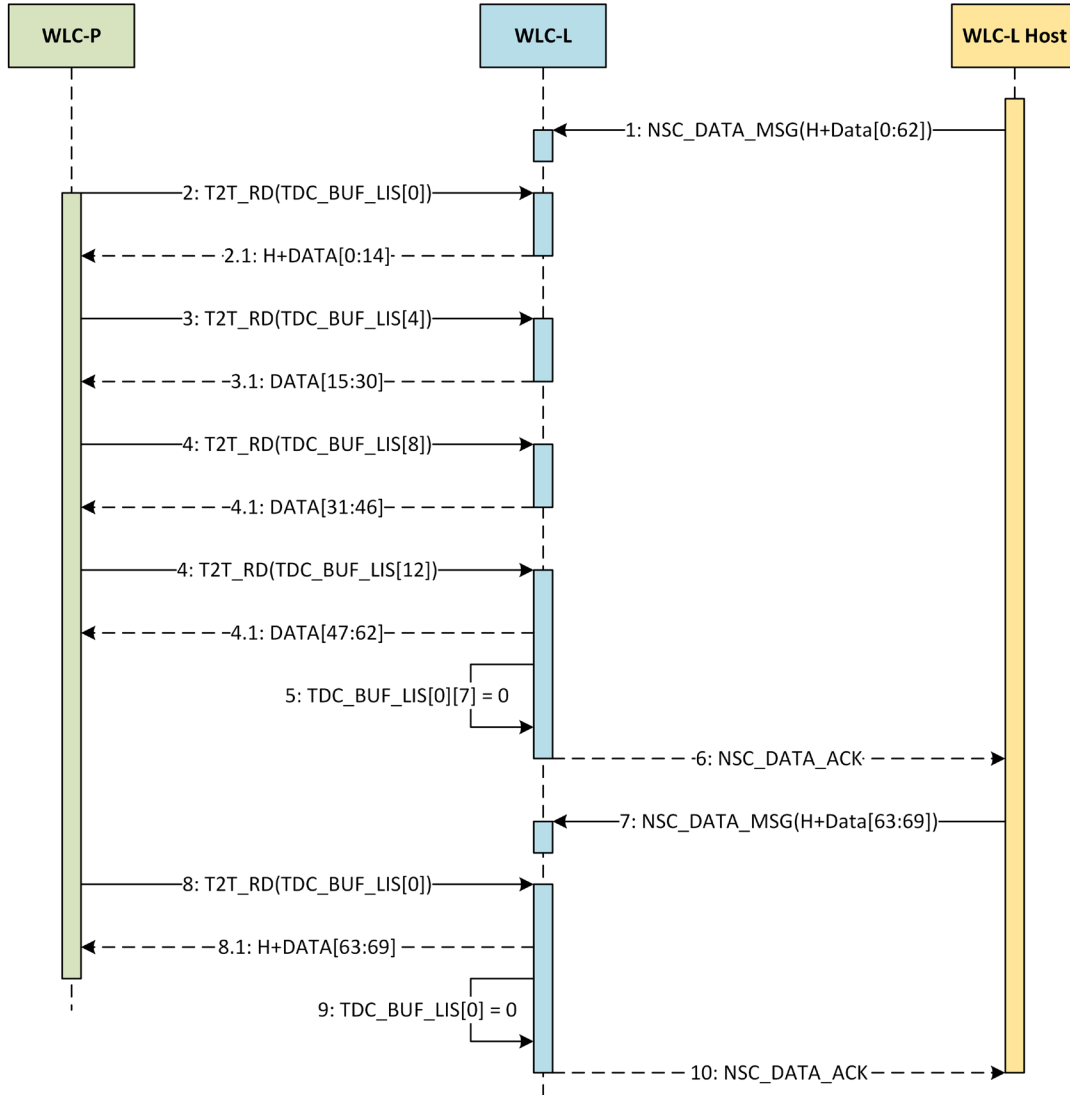 WLC-P
WLC-L
WLC-L Host
1: NSC_DATA_MSG(H+Data[0:62])
2: T2T_RD(TDC_BUF_LIS[0])
2.1: H+DATA[0:14]
3: T2T_RD(TDC_BUF_LIS[4])
3.1: DATA[15:30]
4: T2T_RD(TDC_BUF_LIS[8])
4.1: DATA[31:46]
4: T2T_RD(TDC_BUF_LIS[12])
4.1: DATA[47:62]
5: TDC_BUF_LIS[0][7] = 0
6: NSC_DATA_ACK
7: NSC_DATA_MSG(H+Data[63:69])
8: T2T_RD(TDC_BUF_LIS[0])
8.1: H+DATA[63:69]
9: TDC_BUF_LIS[0] = 0
10: NSC_DATA_ACK